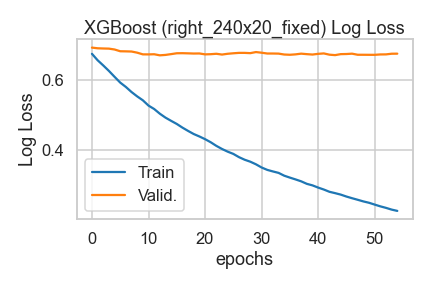 XGBoost (right_240x20_fixed) Log Loss
Log Loss
0.6
0.4
Train
Valid.
0 10 20 30 40 50
epochs